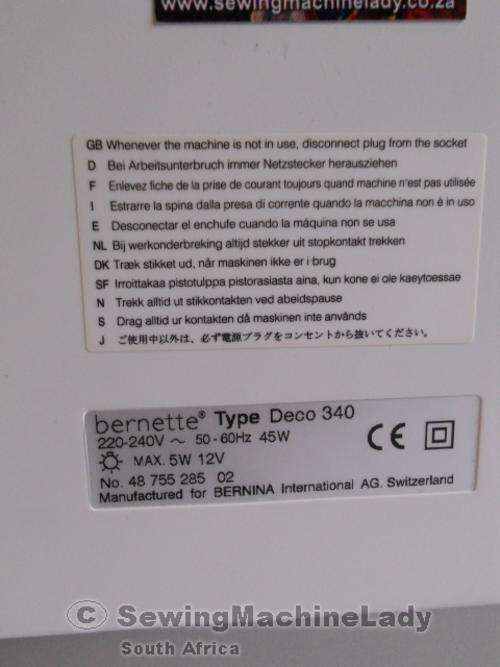 www.sewingmachinelady.co.za
GB Whenever the machine is not in use, disconnect plug from the socket
D Bei Arbeitsunterbruch immer Netzstecker herausziehen
F Enlevez fiche de la prise de courant toujours quand machine n'est pas utilisée
I Estrarre la spina dalla presa di corrente quando la macchina non è in uso
E Desconectar el enchufe cuando la máquina non se usa
NL Bij werkonderbreking altijd stekker uit stopkontakt trekken
DK Træk stikket ud, når maskinen ikke er i brug
SF Irroittakaa pistotulppa pistorasiasta aina, kun kone ei ole kaeytoessae
N Trekk alltid ut stikkontakten ved abeidspause
S Drag alltid ur kontakten då maskinen inte används
J ご使用中以外は、必ず電源プラグをコンセントから抜いてください。
bernette® Type Deco 340
220-240V ~ 50-60Hz 45W
MAX. 5W 12V
No. 48 755 285 02
Manufactured for BERNINA International AG. Switzerland
CE
© SewingMachineLady
South Africa